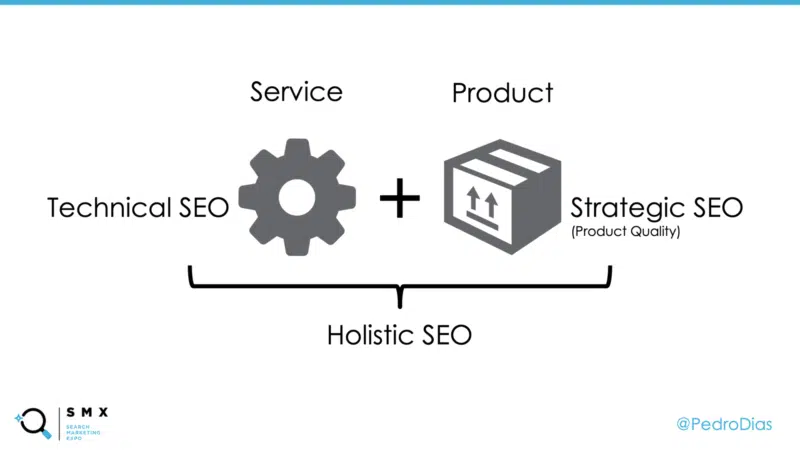 Service
Product
Technical SEO
+
Strategic SEO
(Product Quality)
Holistic SEO
SMX
SEARCH
MARKETING
EXPO
@PedroDias